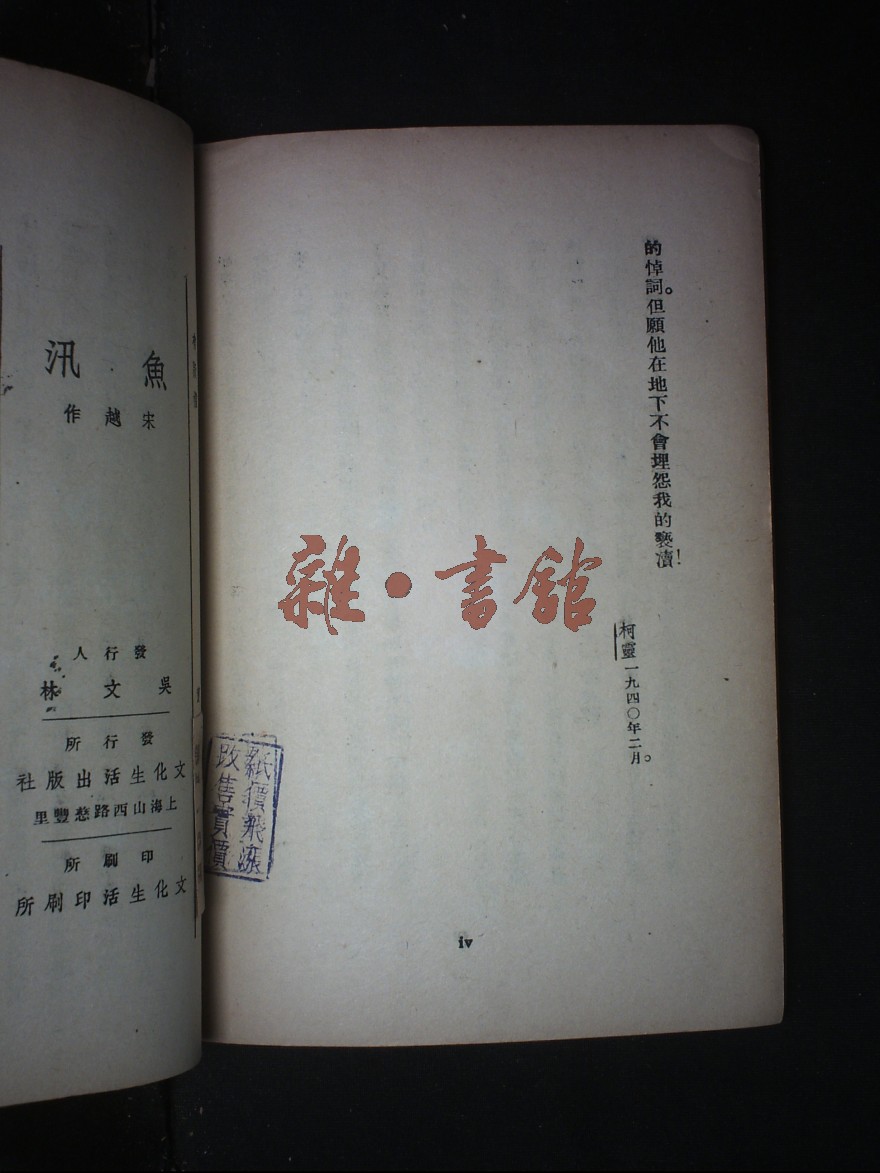 的悼詞。但願他在地下不會埋怨我的褻瀆！
柯靈一九四〇年二月。
紙價飛漲
改售實價
iv
雜·書館
魚汛
宋越作
發行人
吳文林
發行所
文化生活出版社
上海山西路慈豐里
印刷所
文化生活印刷所